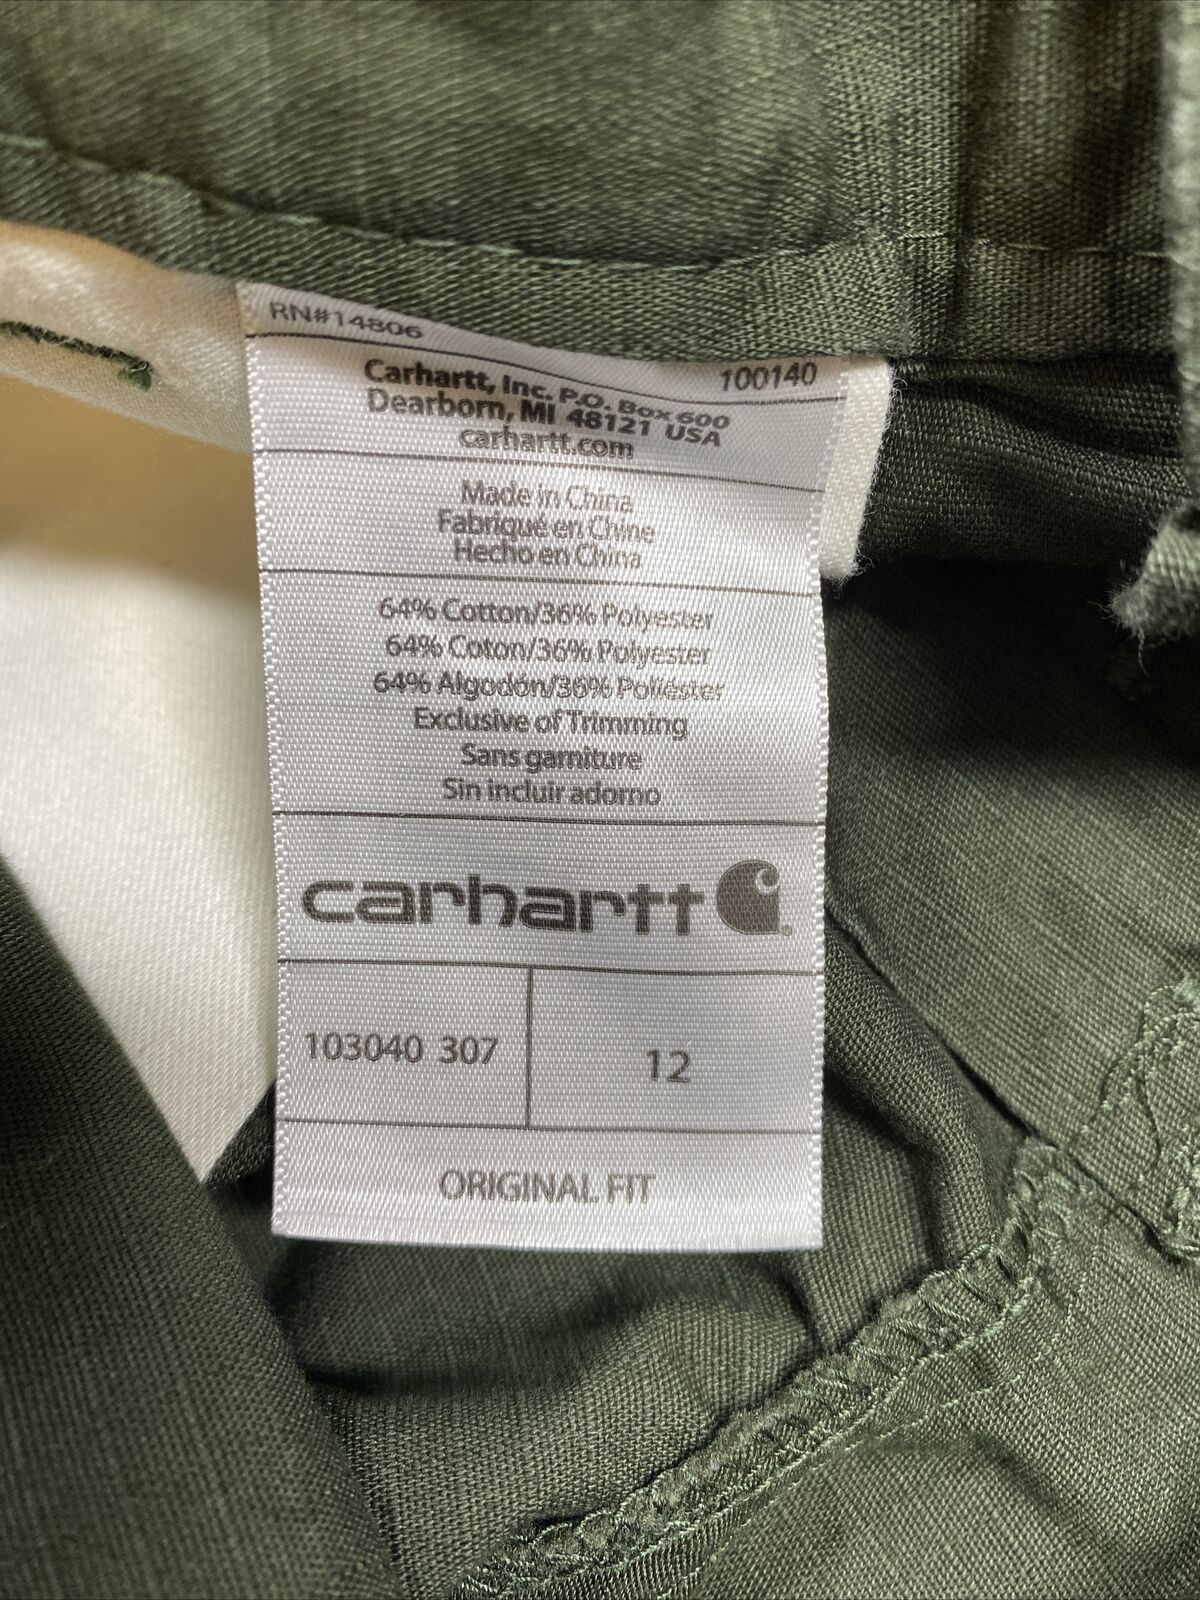 RN#14806
100140
Carhartt, Inc. P.O. Box 600
Dearborn, MI 48121 USA
carhartt.com
Made in China
Fabriqué en Chine
Hecho en China
64% Cotton/36% Polyester
64% Coton/36% Polyester
64% Algodón/36% Poliéster
Exclusive of Trimming
Sans garniture
Sin incluir adorno
carhartt
103040 307
12
ORIGINAL FIT